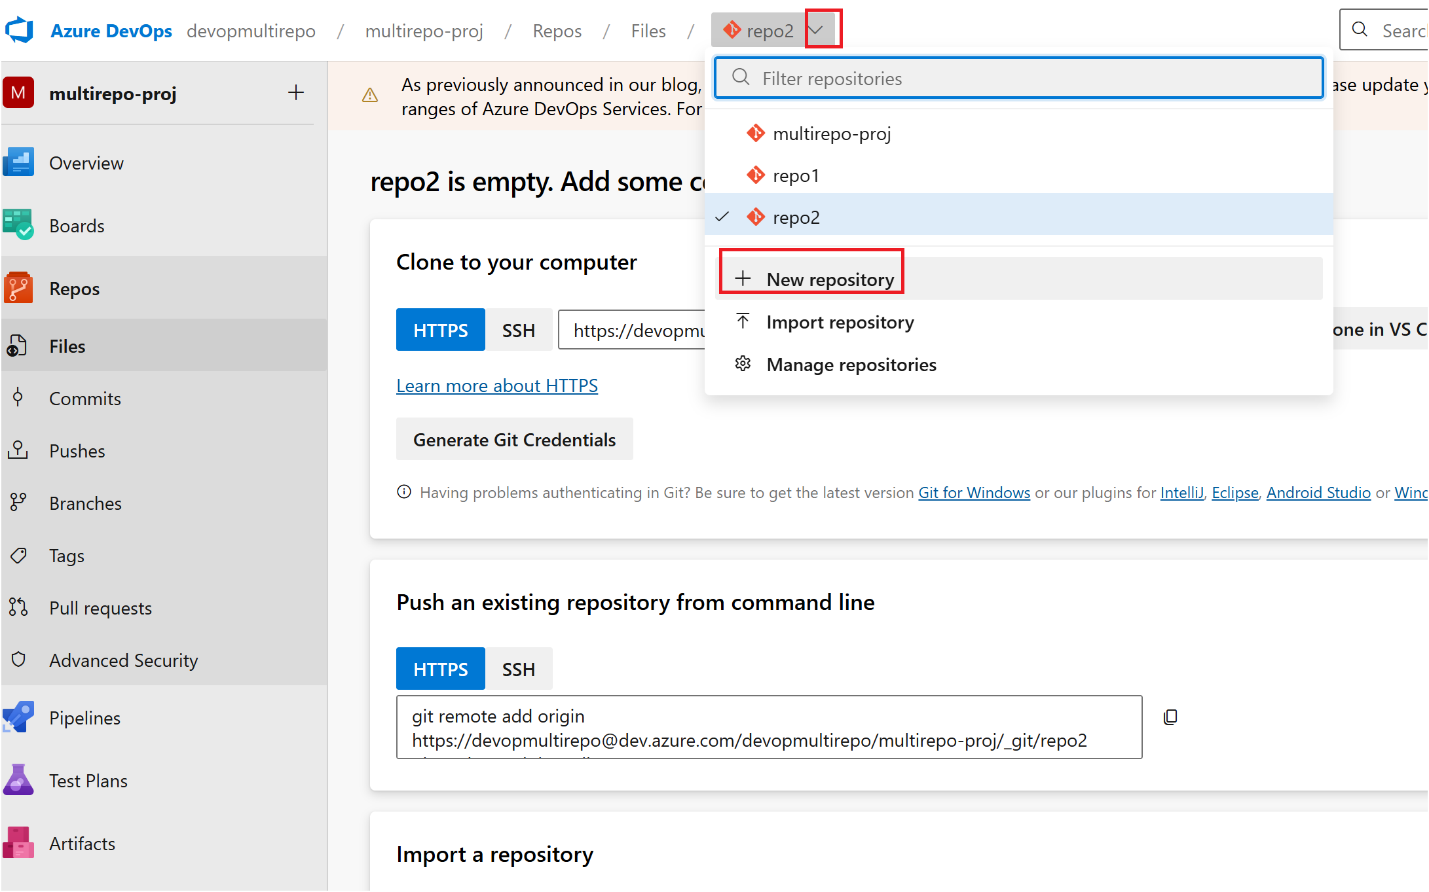 Azure DevOps devopmultirepo / multirepo-proj / Repos / Files / repo2
Search
M multirepo-proj +
Overview
Boards
Repos
Files
Commits
Pushes
Branches
Tags
Pull requests
Advanced Security
Pipelines
Test Plans
Artifacts
As previously announced in our blog,
ase update y
ranges of Azure DevOps Services. For
Filter repositories
multirepo-proj
repo1
repo2
+ New repository
Import repository
Manage repositories
repo2 is empty. Add some c
Clone to your computer
HTTPS SSH https://devopmu
one in VS C
Learn more about HTTPS
Generate Git Credentials
Having problems authenticating in Git? Be sure to get the latest version Git for Windows or our plugins for IntelliJ, Eclipse, Android Studio or Wind
Push an existing repository from command line
HTTPS SSH
git remote add origin
https://devopmultirepo@dev.azure.com/devopmultirepo/multirepo-proj/_git/repo2
Import a repository